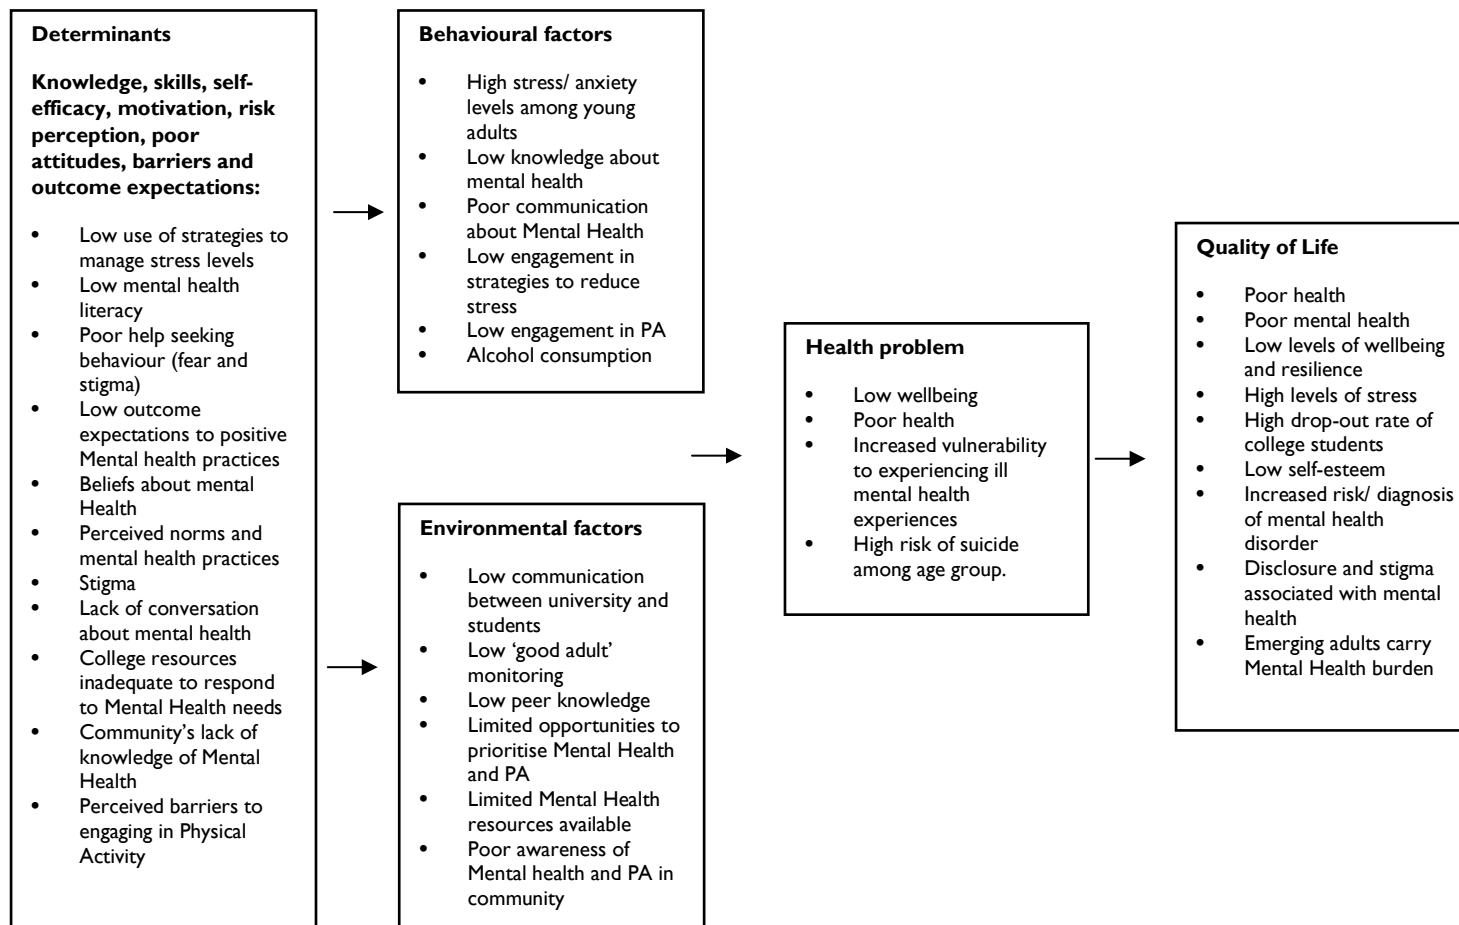 Determinants
Knowledge, skills, self-
efficacy, motivation, risk
perception, poor
attitudes, barriers and
outcome expectations:
• Low use of strategies to
manage stress levels
• Low mental health
literacy
• Poor help seeking
behaviour (fear and
stigma)
• Low outcome
expectations to positive
Mental health practices
• Beliefs about mental
Health
• Perceived norms and
mental health practices
• Stigma
• Lack of conversation
about mental health
• College resources
inadequate to respond
to Mental Health needs
• Community’s lack of
knowledge of Mental
Health
• Perceived barriers to
engaging in Physical
Activity
Behavioural factors
• High stress/ anxiety
levels among young
adults
• Low knowledge about
mental health
• Poor communication
about Mental Health
• Low engagement in
strategies to reduce
stress
• Low engagement in PA
• Alcohol consumption
Environmental factors
• Low communication
between university and
students
• Low ‘good adult’
monitoring
• Low peer knowledge
• Limited opportunities to
prioritise Mental Health
and PA
• Limited Mental Health
resources available
• Poor awareness of
Mental health and PA in
community
Health problem
• Low wellbeing
• Poor health
• Increased vulnerability
to experiencing ill
mental health
experiences
• High risk of suicide
among age group.
Quality of Life
• Poor health
• Poor mental health
• Low levels of wellbeing
and resilience
• High levels of stress
• High drop-out rate of
college students
• Low self-esteem
• Increased risk/ diagnosis
of mental health
disorder
• Disclosure and stigma
associated with mental
health
• Emerging adults carry
Mental Health burden